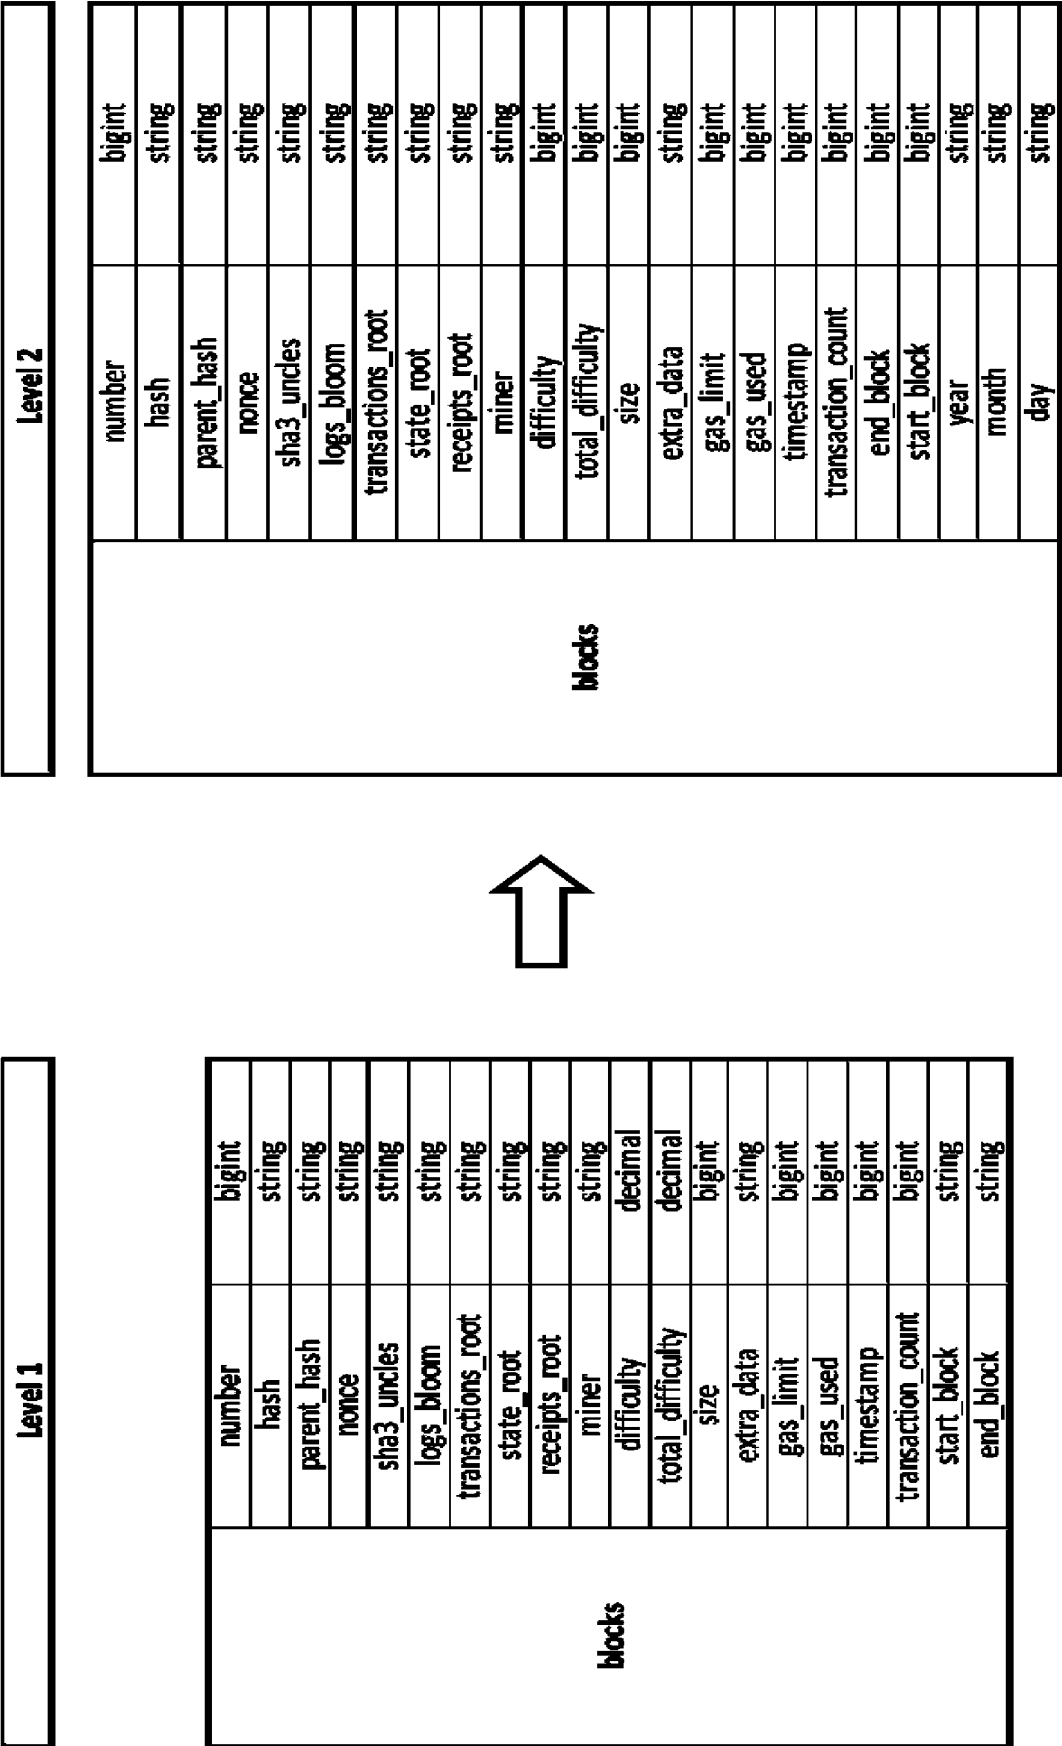 Level 1
blocks
number bigint
hash string
parent_hash string
nonce string
sha3_uncles string
logs_bloom string
transactions_root string
state_root string
receipts_root string
miner string
difficulty decimal
total_difficulty decimal
size bigint
extra_data string
gas_limit bigint
gas_used bigint
timestamp bigint
transaction_count bigint
start_block string
end_block string
Level 2
blocks
number bigint
hash string
parent_hash string
nonce string
sha3_uncles string
logs_bloom string
transactions_root string
state_root string
receipts_root string
miner string
difficulty bigint
total_difficulty bigint
size bigint
extra_data string
gas_limit bigint
gas_used bigint
timestamp bigint
transaction_count bigint
end_block bigint
start_block bigint
year string
month string
day string